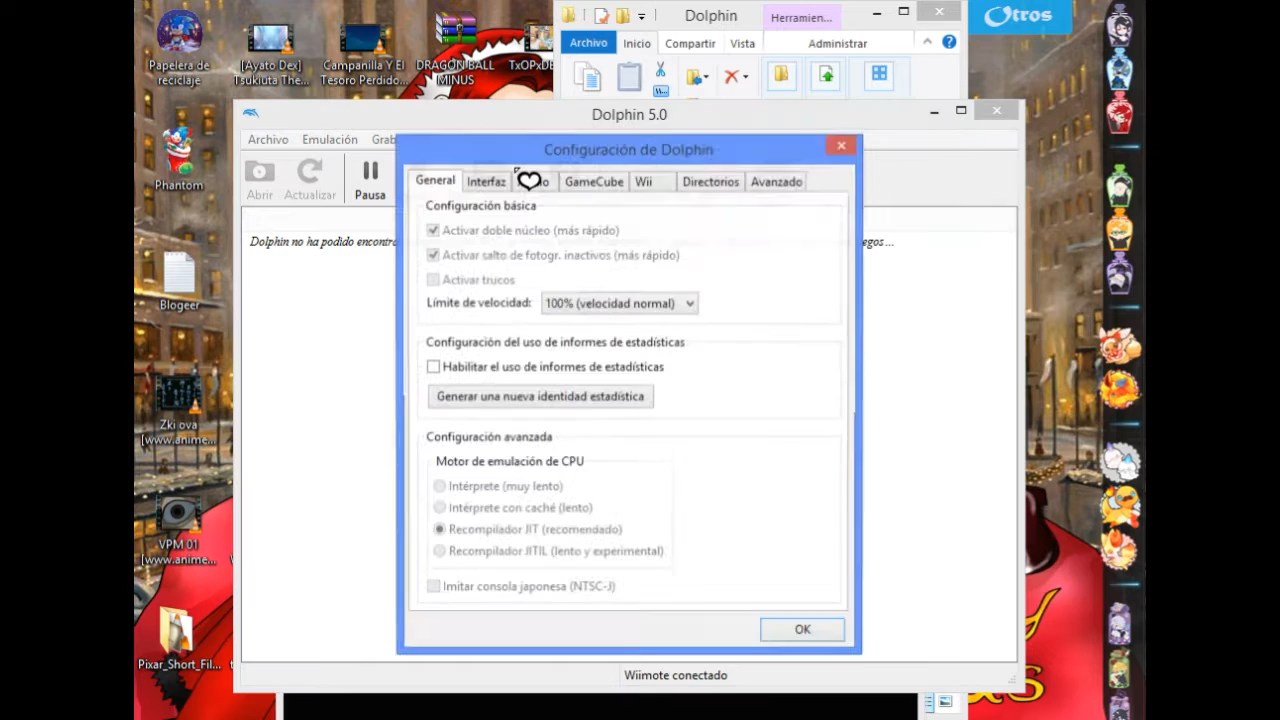 Papelera de
reciclaje
[Ayato Dex]
Tsukiuta The...
Campanilla Y El
Tesoro Perdido...
DRAGON BALL
MINUS
TxOPxDE
Phantom
Blogeer
Zki ova
[www.anime...
VPM 01
[www.anime...
Pixar_Short_Fil...
Dolphin
Herramien...
Archivo
Inicio
Compartir
Vista
Administrar
Otros
Dolphin 5.0
Archivo
Emulación
Grab
Abrir
Actualizar
Pausa
Dolphin no ha podido encontra
egos ...
Configuración de Dolphin
General
Interfaz
GameCube
Wii
Directorios
Avanzado
Configuración básica
Activar doble núcleo (más rápido)
Activar salto de fotogr. inactivos (más rápido)
Activar trucos
Límite de velocidad:
100% (velocidad normal)
Configuración del uso de informes de estadísticas
Habilitar el uso de informes de estadísticas
Generar una nueva identidad estadística
Configuración avanzada
Motor de emulación de CPU
Intérprete (muy lento)
Intérprete con caché (lento)
Recompilador JIT (recomendado)
Recompilador JITIL (lento y experimental)
Imitar consola japonesa (NTSC-J)
OK
Wiimote conectado